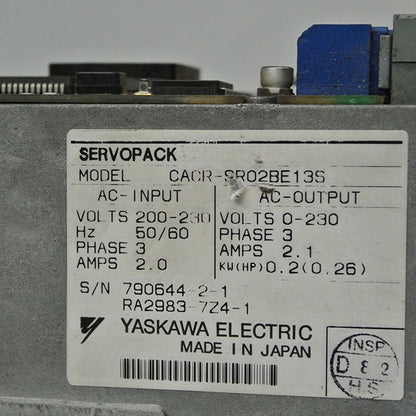 SERVOPACK
MODEL CACR-SR02BE13S
AC-INPUT AC-OUTPUT
VOLTS 200-230 VOLTS 0-230
Hz 50/60 PHASE 3
PHASE 3 AMPS 2.1
AMPS 2.0 KW(HP) 0.2(0.26)
S/N 790644-2-1
RA2983-7Z4-1
YASKAWA ELECTRIC
MADE IN JAPAN
INSP
D 8 2
H.S